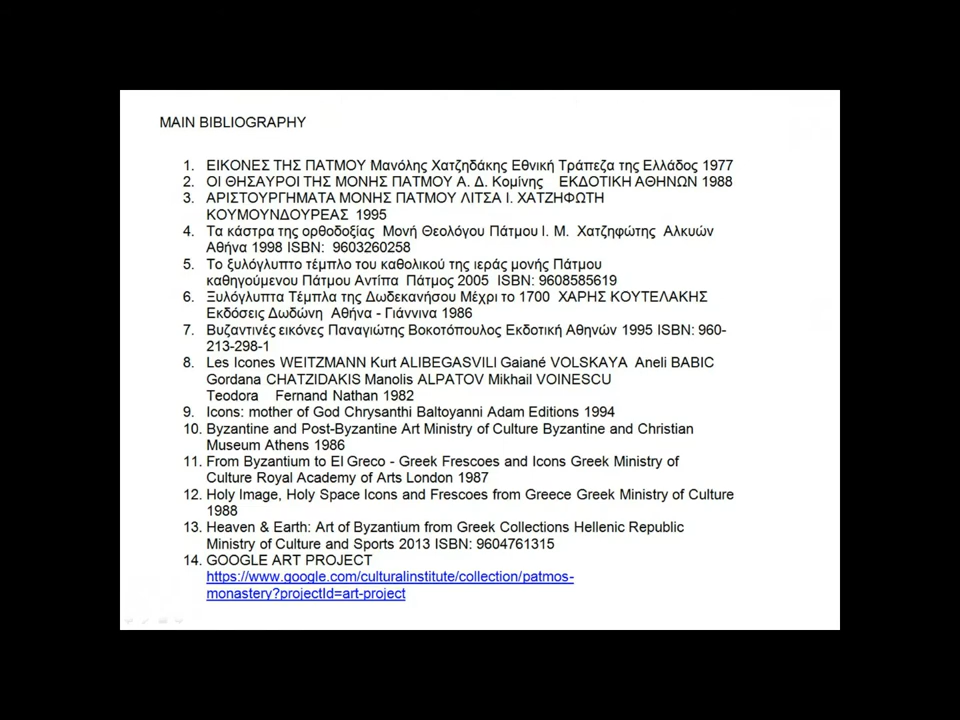 MAIN BIBLIOGRAPHY
1. ΕΙΚΟΝΕΣ ΤΗΣ ΠΑΤΜΟΥ Μανόλης Χατζηδάκης Εθνική Τράπεζα της Ελλάδος 1977
2. ΟΙ ΘΗΣΑΥΡΟΙ ΤΗΣ ΜΟΝΗΣ ΠΑΤΜΟΥ Α. Δ. Κομίνης ΕΚΔΟΤΙΚΗ ΑΘΗΝΩΝ 1988
3. ΑΡΙΣΤΟΥΡΓΗΜΑΤΑ ΜΟΝΗΣ ΠΑΤΜΟΥ ΛΙΤΣΑ Ι. ΧΑΤΖΗΦΩΤΗ
ΚΟΥΜΟΥΝΔΟΥΡΕΑΣ 1995
4. Τα κάστρα της ορθοδοξίας Μονή Θεολόγου Πάτμου Ι. Μ. Χατζηφώτης Αλκυών
Αθήνα 1998 ISBN: 9603260258
5. Το ξυλόγλυπτο τέμπλο του καθολικού της ιεράς μονής Πάτμου
καθηγούμενου Πάτμου Αντίπα Πάτμος 2005 ISBN: 9608585619
6. Ξυλόγλυπτα Τέμπλα της Δωδεκανήσου Μέχρι το 1700 ΧΑΡΗΣ ΚΟΥΤΕΛΑΚΗΣ
Εκδόσεις Δωδώνη Αθήνα - Γιάννινα 1986
7. Βυζαντινές εικόνες Παναγιώτης Βοκοτόπουλος Εκδοτική Αθηνών 1995 ISBN: 960-
213-298-1
8. Les Icones WEITZMANN Kurt ALIBEGASVILI Gaiané VOLSKAYA Aneli BABIC
Gordana CHATZIDAKIS Manolis ALPATOV Mikhail VOINESCU
Teodora Fernand Nathan 1982
9. Icons: mother of God Chrysanthi Baltoyanni Adam Editions 1994
10. Byzantine and Post-Byzantine Art Ministry of Culture Byzantine and Christian
Museum Athens 1986
11. From Byzantium to El Greco - Greek Frescoes and Icons Greek Ministry of
Culture Royal Academy of Arts London 1987
12. Holy Image, Holy Space Icons and Frescoes from Greece Greek Ministry of Culture
1988
13. Heaven & Earth: Art of Byzantium from Greek Collections Hellenic Republic
Ministry of Culture and Sports 2013 ISBN: 9604761315
14. GOOGLE ART PROJECT
https://www.google.com/culturalinstitute/collection/patmos-
monastery?projectId=art-project